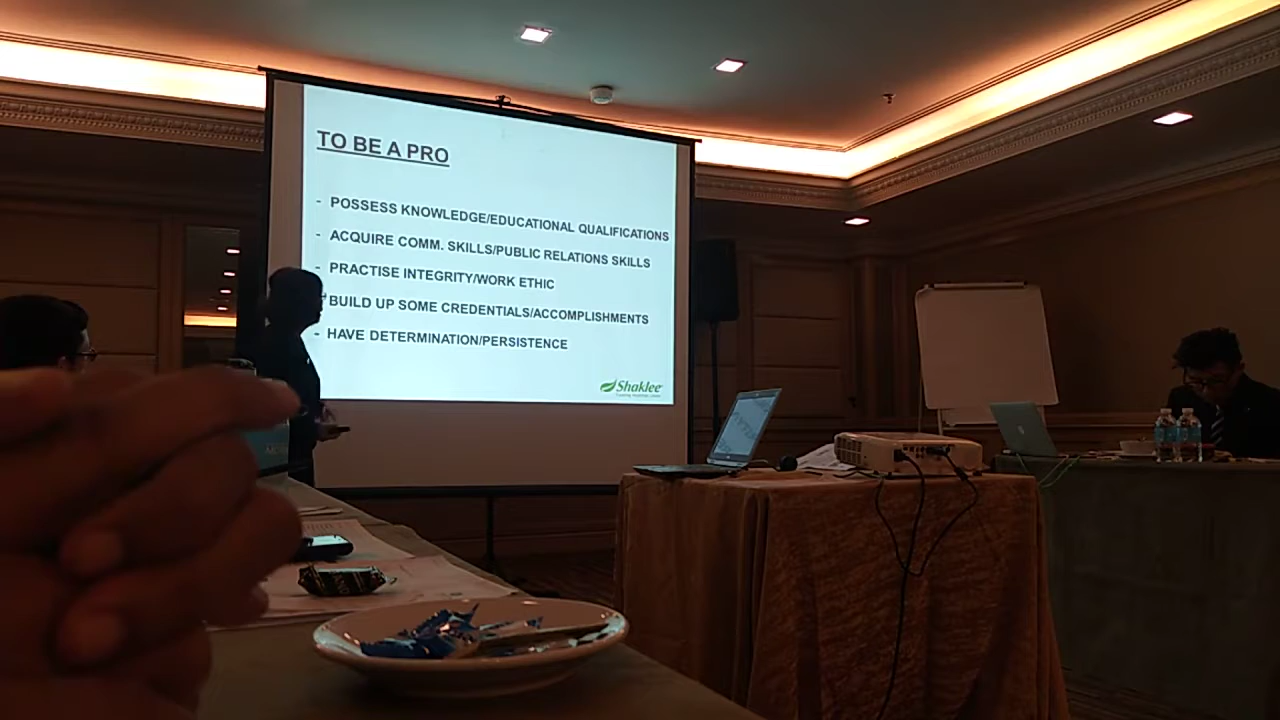 TO BE A PRO
- POSSESS KNOWLEDGE/EDUCATIONAL QUALIFICATIONS
- ACQUIRE COMM. SKILLS/PUBLIC RELATIONS SKILLS
- PRACTISE INTEGRITY/WORK ETHIC
BUILD UP SOME CREDENTIALS/ACCOMPLISHMENTS
- HAVE DETERMINATION/PERSISTENCE
Shaklee